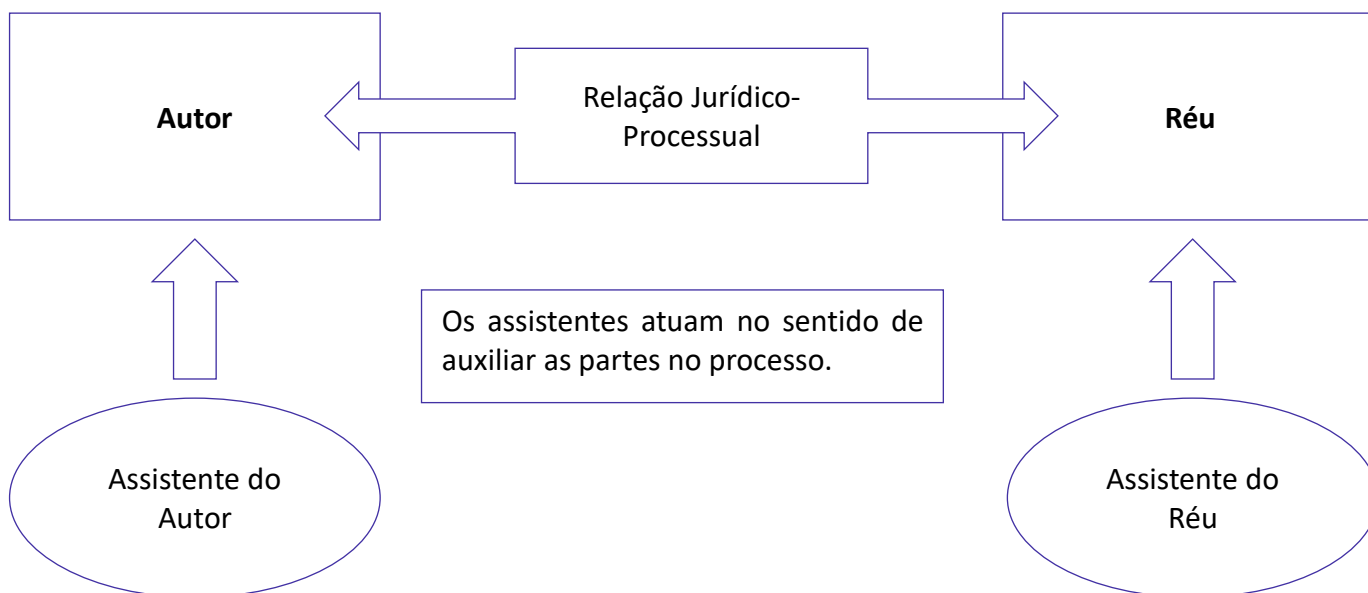 Autor
Relação Jurídico-
Processual
Réu
Os assistentes atuam no sentido de
auxiliar as partes no processo.
Assistente do
Autor
Assistente do
Réu